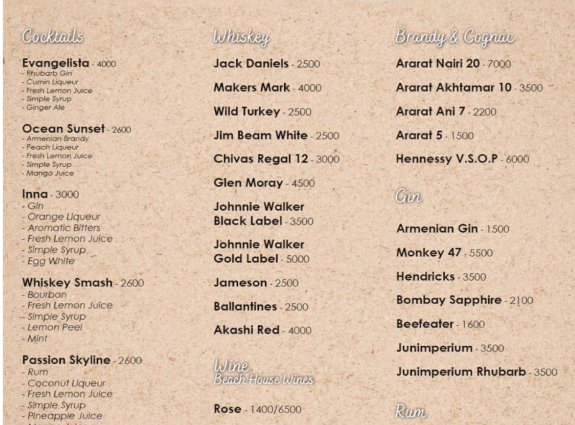 Cocktails
Evangelista - 4000
- Rhubarb Gin
- Cumin Liqueur
- Fresh Lemon Juice
- Simple Syrup
- Ginger Ale
Ocean Sunset - 2600
- Armenian Brandy
- Peach Liqueur
- Fresh Lemon Juice
- Simple Syrup
- Mango Juice
Inna - 3000
- Gin
- Orange Liqueur
- Aromatic Bitters
- Fresh Lemon Juice
- Simple Syrup
- Egg White
Whiskey Smash - 2600
- Bourbon
- Fresh Lemon Juice
- Simple Syrup
- Lemon Peel
- Mint
Passion Skyline - 2600
- Rum
- Coconut Liqueur
- Fresh Lemon Juice
- Simple Syrup
- Pineapple Juice
Whiskey
Jack Daniels - 2500
Makers Mark - 4000
Wild Turkey - 2500
Jim Beam White - 2500
Chivas Regal 12 - 3000
Glen Moray - 4500
Johnnie Walker
Black Label - 3500
Johnnie Walker
Gold Label - 5000
Jameson - 2500
Ballantines - 2500
Akashi Red - 4000
Wine
Beach House Wines
Rose - 1400/6500
Brandy & Cognac
Ararat Nairi 20 - 7000
Ararat Akhtamar 10 - 3500
Ararat Ani 7 - 2200
Ararat 5 - 1500
Hennessy V.S.O.P - 6000
Gin
Armenian Gin - 1500
Monkey 47 - 5500
Hendricks - 3500
Bombay Sapphire - 2100
Beefeater - 1600
Junimperium - 3500
Junimperium Rhubarb - 3500
Rum